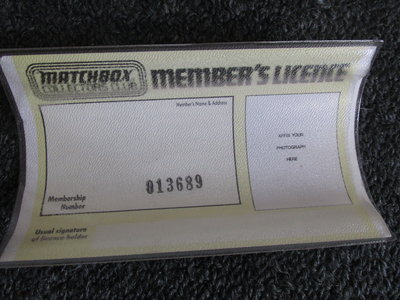 MATCHBOX
COLLECTORS CLUB
MEMBER'S LICENCE
Member's Name & Address
AFFIX YOUR
PHOTOGRAPH
HERE
Membership
Number
013689
Usual signature
of licence holder